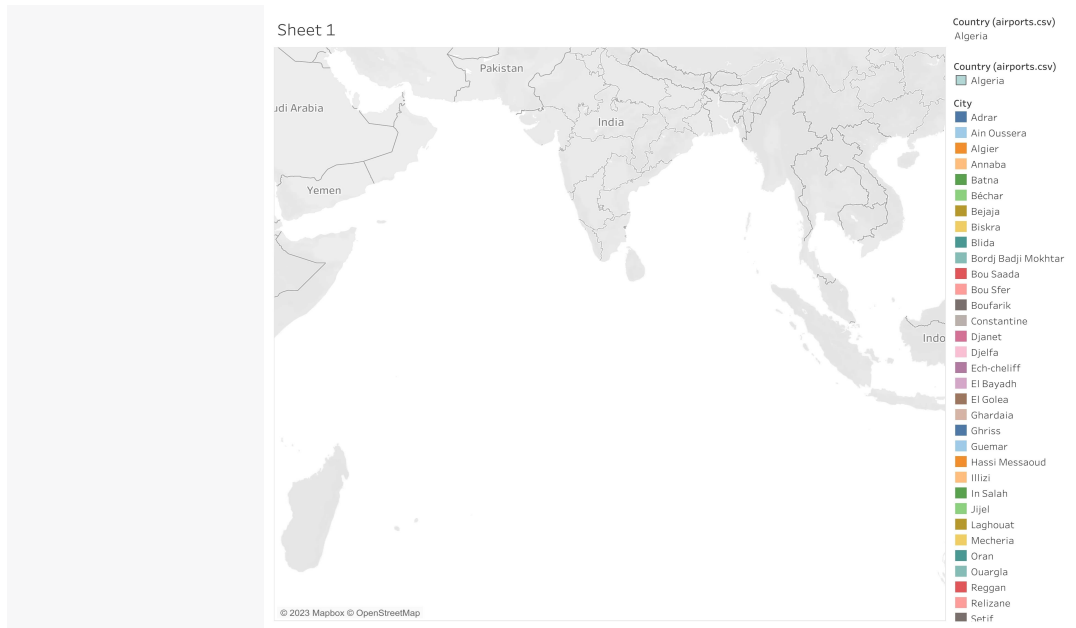 Sheet 1
Pakistan
udi Arabia
India
Yemen
Indo
© 2023 Mapbox © OpenStreetMap
Country (airports.csv)
Algeria
Country (airports.csv)
Algeria
City
Adrar
Ain Oussera
Algier
Annaba
Batna
Béchar
Bejaja
Biskra
Blida
Bordj Badji Mokhtar
Bou Saada
Bou Sfer
Boufarik
Constantine
Djanet
Djelfa
Ech-cheliff
El Bayadh
El Golea
Ghardaia
Ghriss
Guemar
Hassi Messaoud
Illizi
In Salah
Jijel
Laghouat
Mecheria
Oran
Ouargla
Reggan
Relizane
Setif